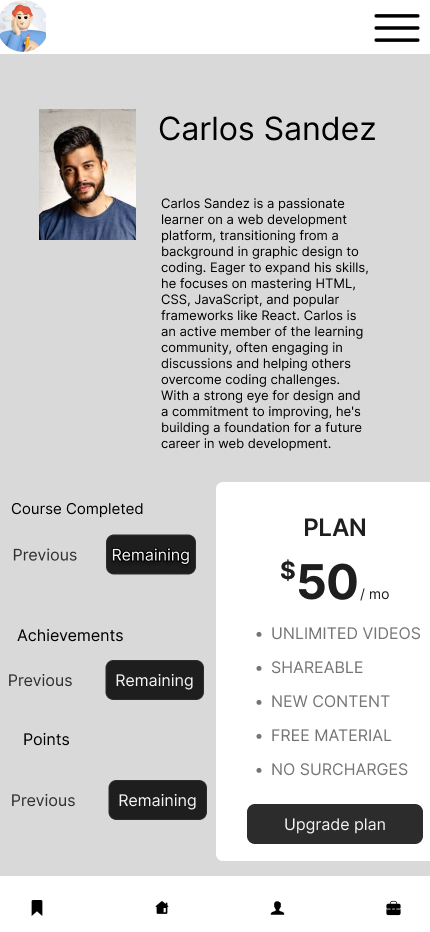 Carlos Sandez
Carlos Sandez is a passionate
learner on a web development
platform, transitioning from a
background in graphic design to
coding. Eager to expand his skills,
he focuses on mastering HTML,
CSS, JavaScript, and popular
frameworks like React. Carlos is
an active member of the learning
community, often engaging in
discussions and helping others
overcome coding challenges.
With a strong eye for design and
a commitment to improving, he's
building a foundation for a future
career in web development.
Course Completed
Previous
Remaining
Achievements
Previous
Remaining
Points
Previous
Remaining
PLAN
$50/ mo
• UNLIMITED VIDEOS
• SHAREABLE
• NEW CONTENT
• FREE MATERIAL
• NO SURCHARGES
Upgrade plan